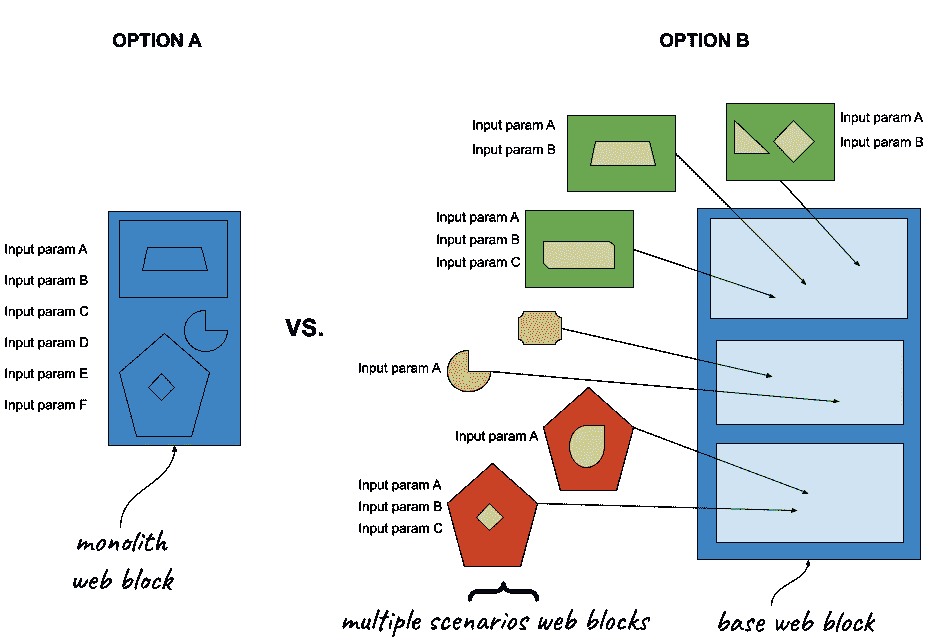 OPTION A
Input param A
Input param B
Input param C
Input param D
Input param E
Input param F
monolith
web block
VS.
OPTION B
Input param A
Input param B
Input param A
Input param B
Input param A
Input param B
Input param C
Input param A
Input param A
Input param A
Input param B
Input param C
multiple scenarios web blocks
base web block